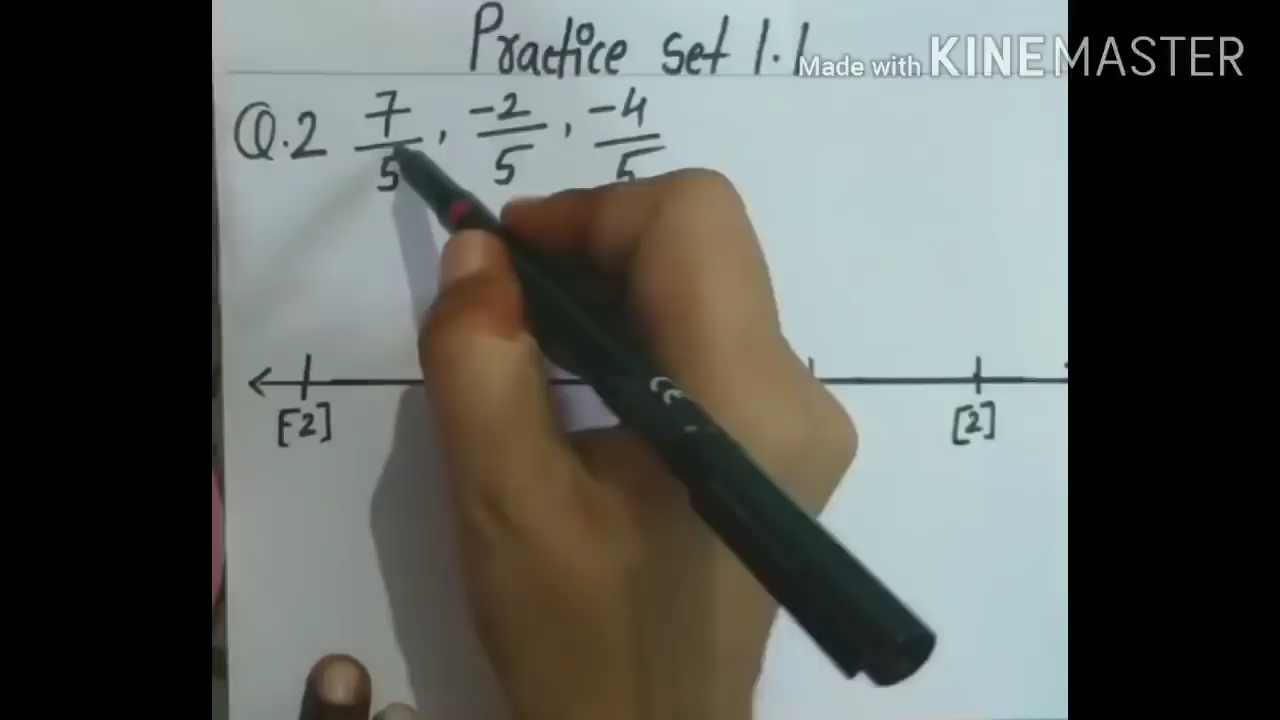 Practice set 1.1
Made with KINEMASTER
Q.2 7/5, -2/5, -4/5
[-2] [2]